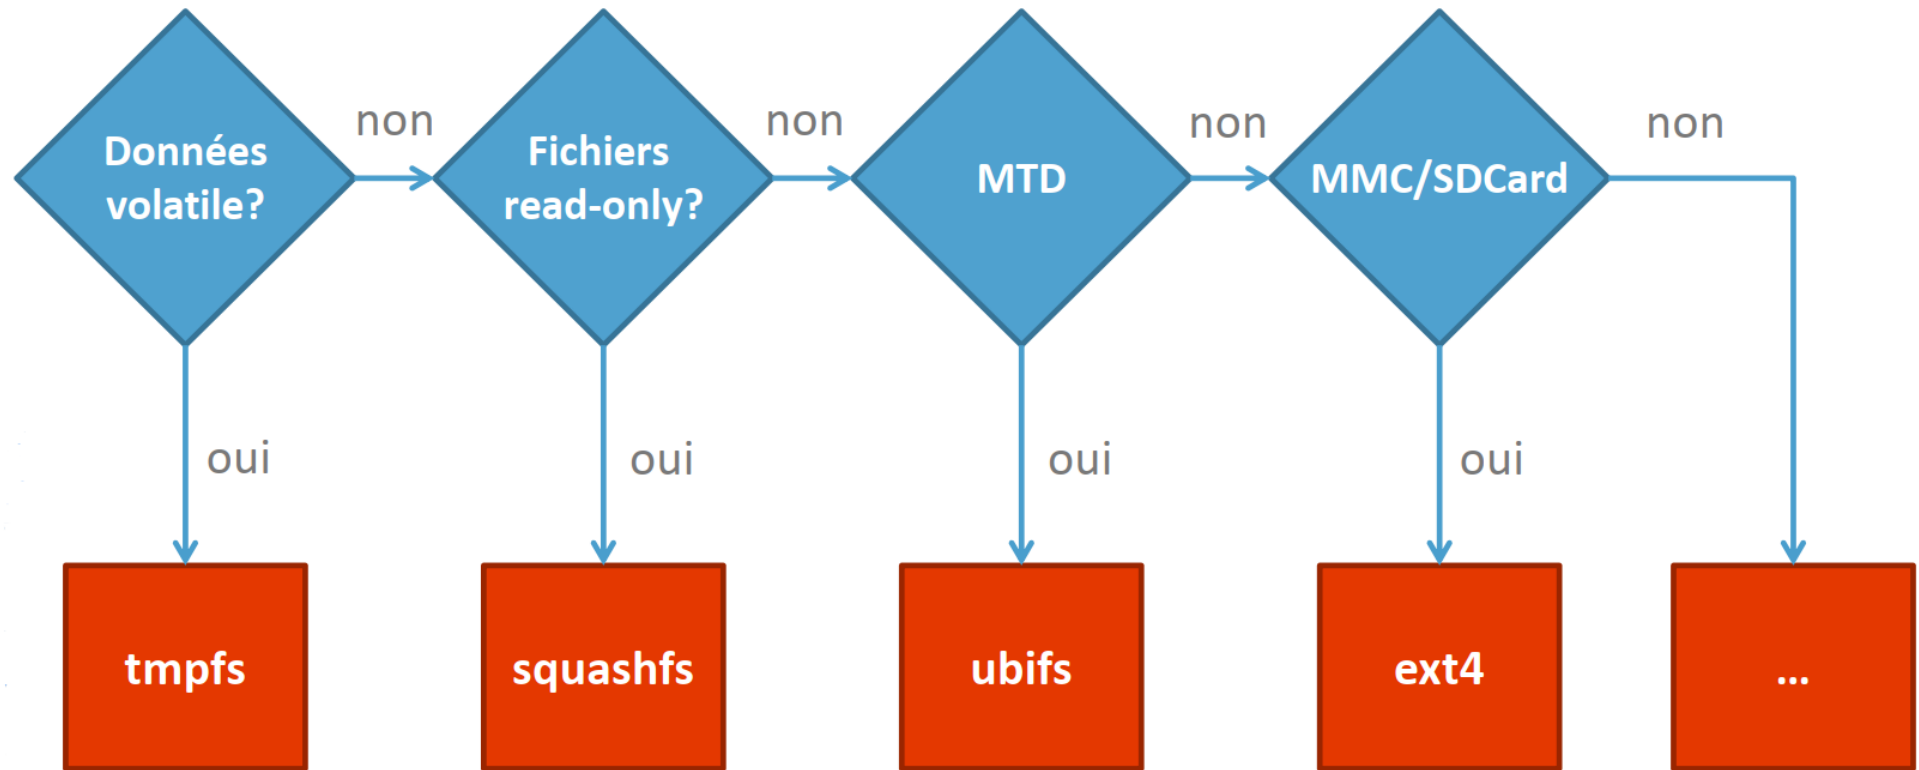 Données
volatile?
non
Fichiers
read-only?
non
MTD
non
MMC/SDCard
non
oui
oui
oui
oui
tmpfs
squashfs
ubifs
ext4
...